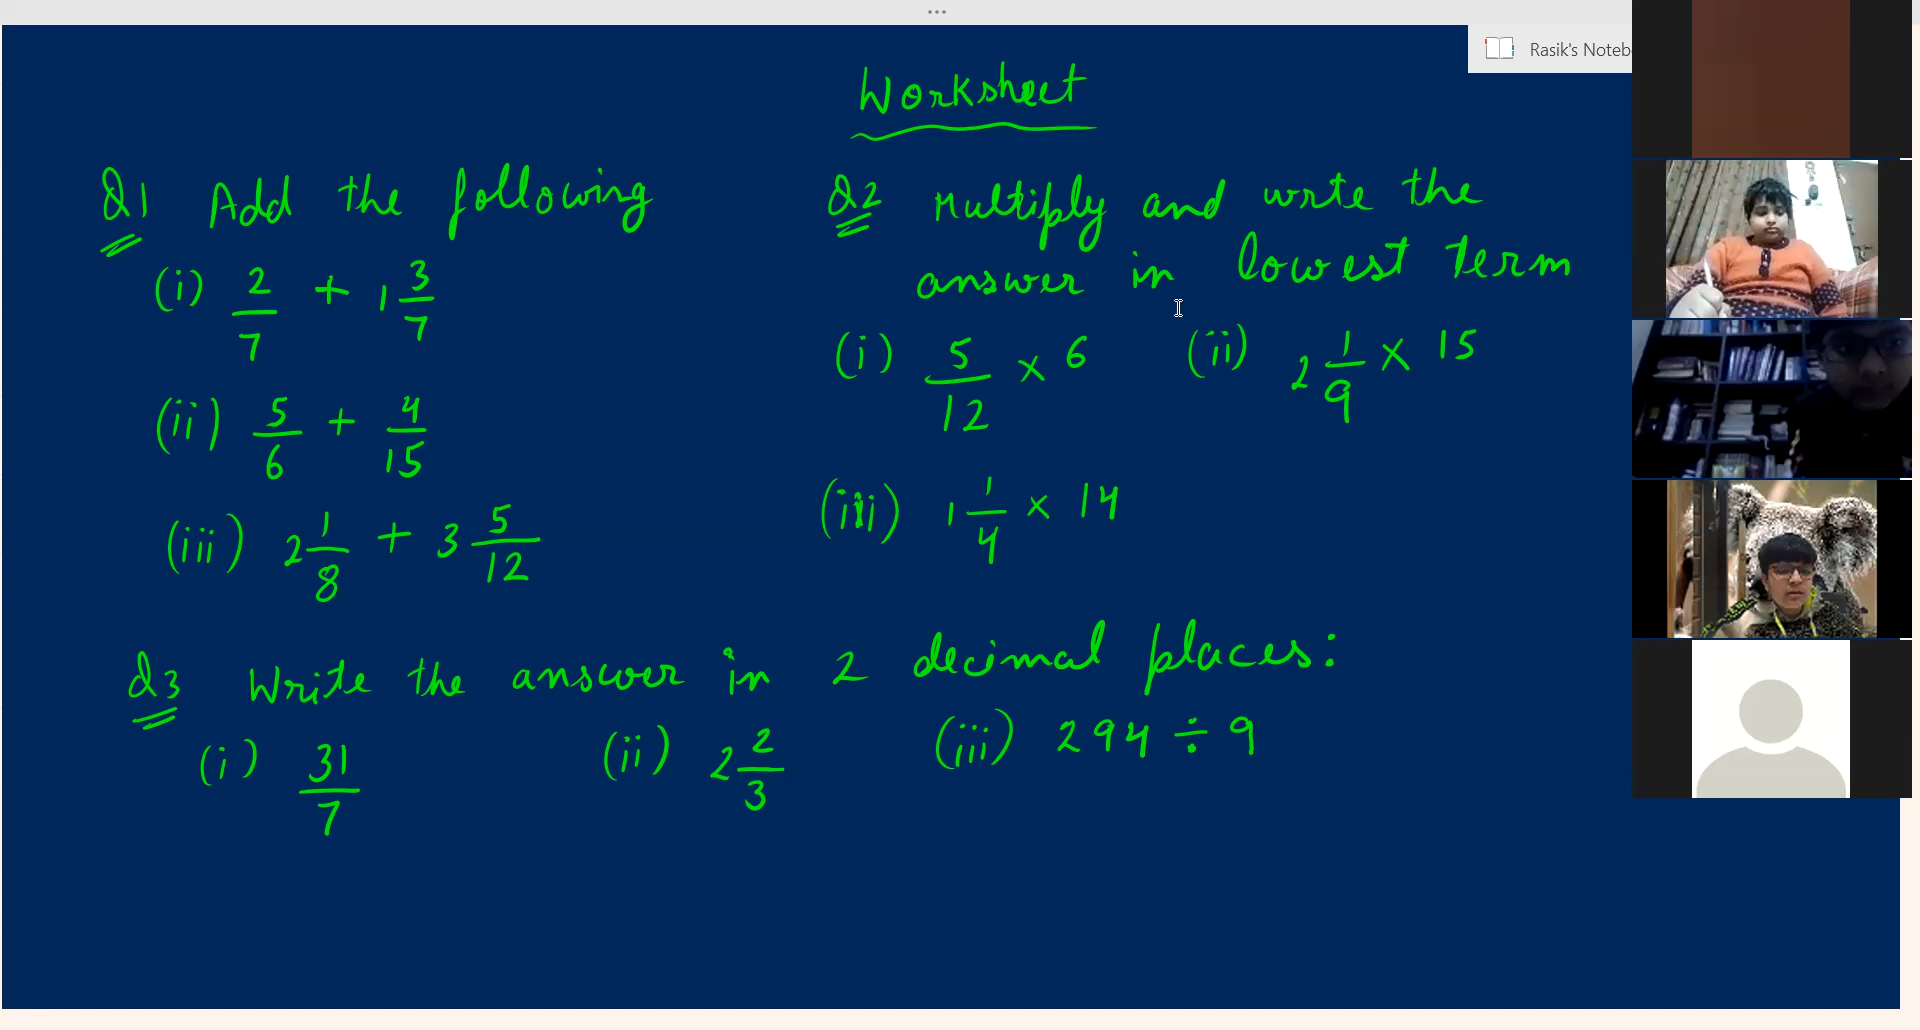 Rasik's Noteb
Worksheet
Q1 Add the following
(i) 2/7 + 1 3/7
(ii) 5/6 + 4/15
(iii) 2 1/8 + 3 5/12
Q2 Multiply and write the
answer in lowest term
(i) 5/12 × 6 (ii) 2 1/9 × 15
(iii) 1 1/4 × 14
Q3 Write the answer in 2 decimal places:
(i) 31/7 (ii) 2 2/3 (iii) 294 ÷ 9